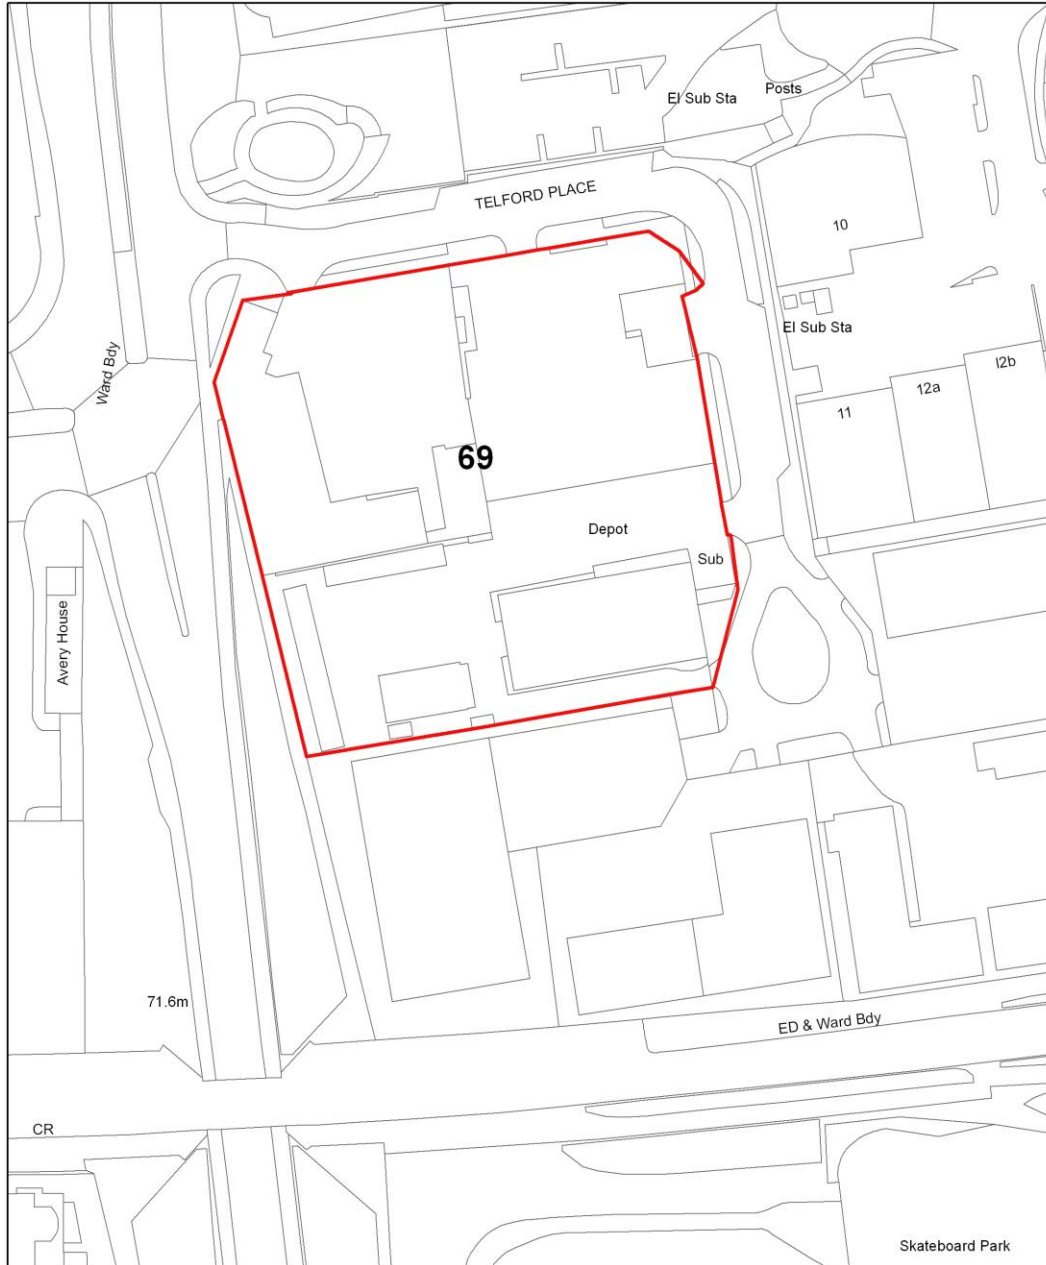 El Sub Sta
Posts
TELFORD PLACE
10
El Sub Sta
Ward Bdy
12b
12a
11
69
Depot
Sub
Avery House
71.6m
ED & Ward Bdy
CR
Skateboard Park